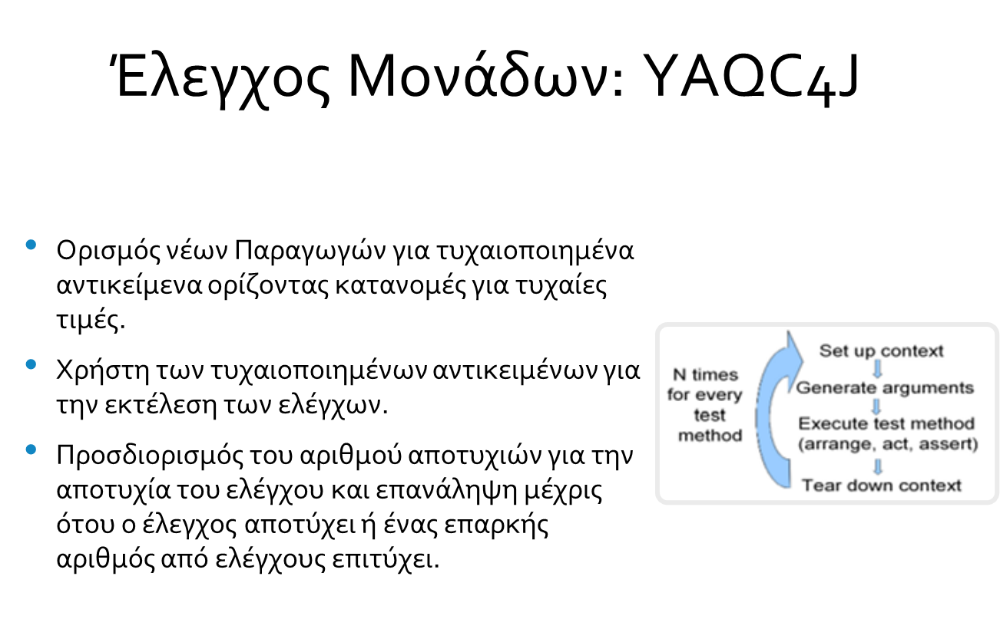 Έλεγχος Μονάδων: YAQC4J
• Ορισμός νέων Παραγωγών για τυχαιοποιημένα
αντικείμενα ορίζοντας κατανομές για τυχαίες
τιμές.
• Χρήστη των τυχαιοποιημένων αντικειμένων για
την εκτέλεση των ελέγχων.
• Προσδιορισμός του αριθμού αποτυχιών για την
αποτυχία του ελέγχου και επανάληψη μέχρις
ότου ο έλεγχος αποτύχει ή ένας επαρκής
αριθμός από ελέγχους επιτύχει.
N times
for every
test
method
Set up context
Generate arguments
Execute test method
(arrange, act, assert)
Tear down context